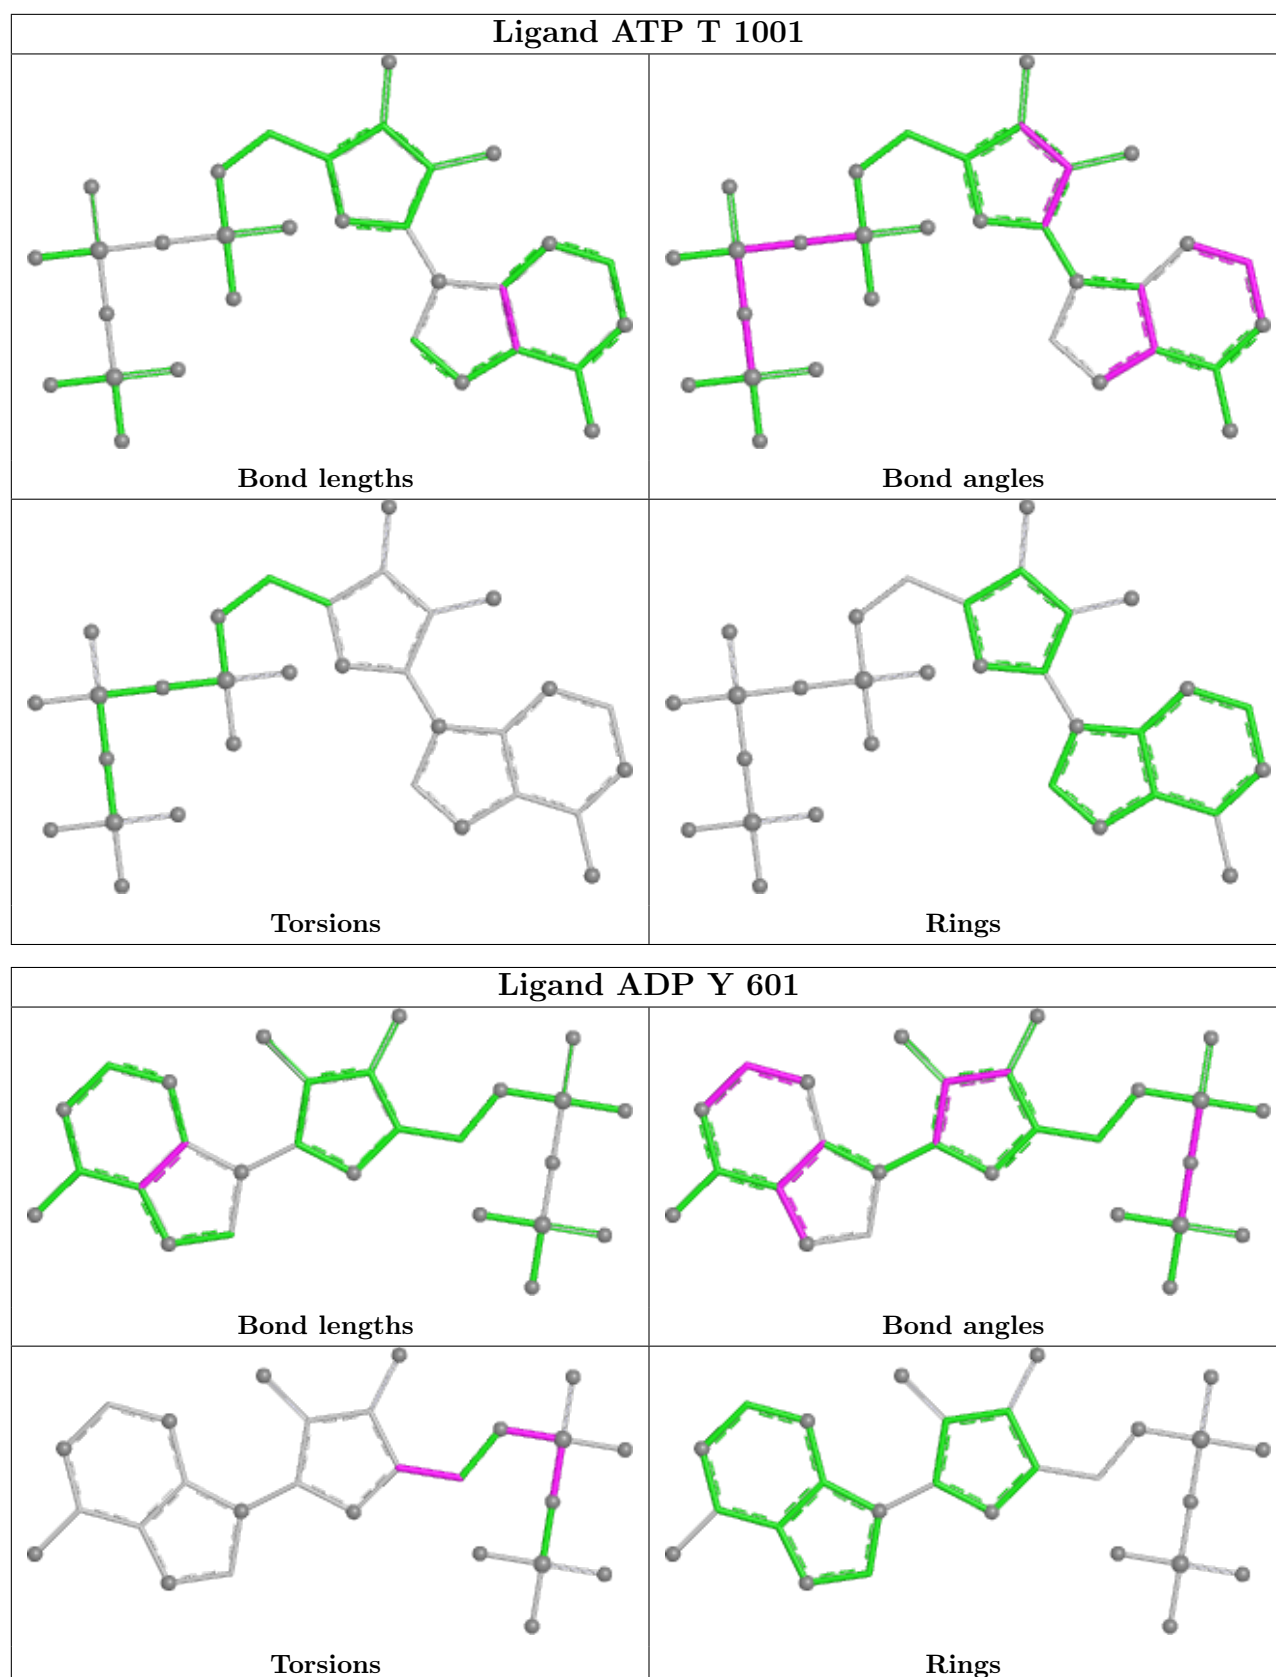 Ligand ATP T 1001
Bond lengths
Bond angles
Torsions
Rings
Ligand ADP Y 601
Bond lengths
Bond angles
Torsions
Rings